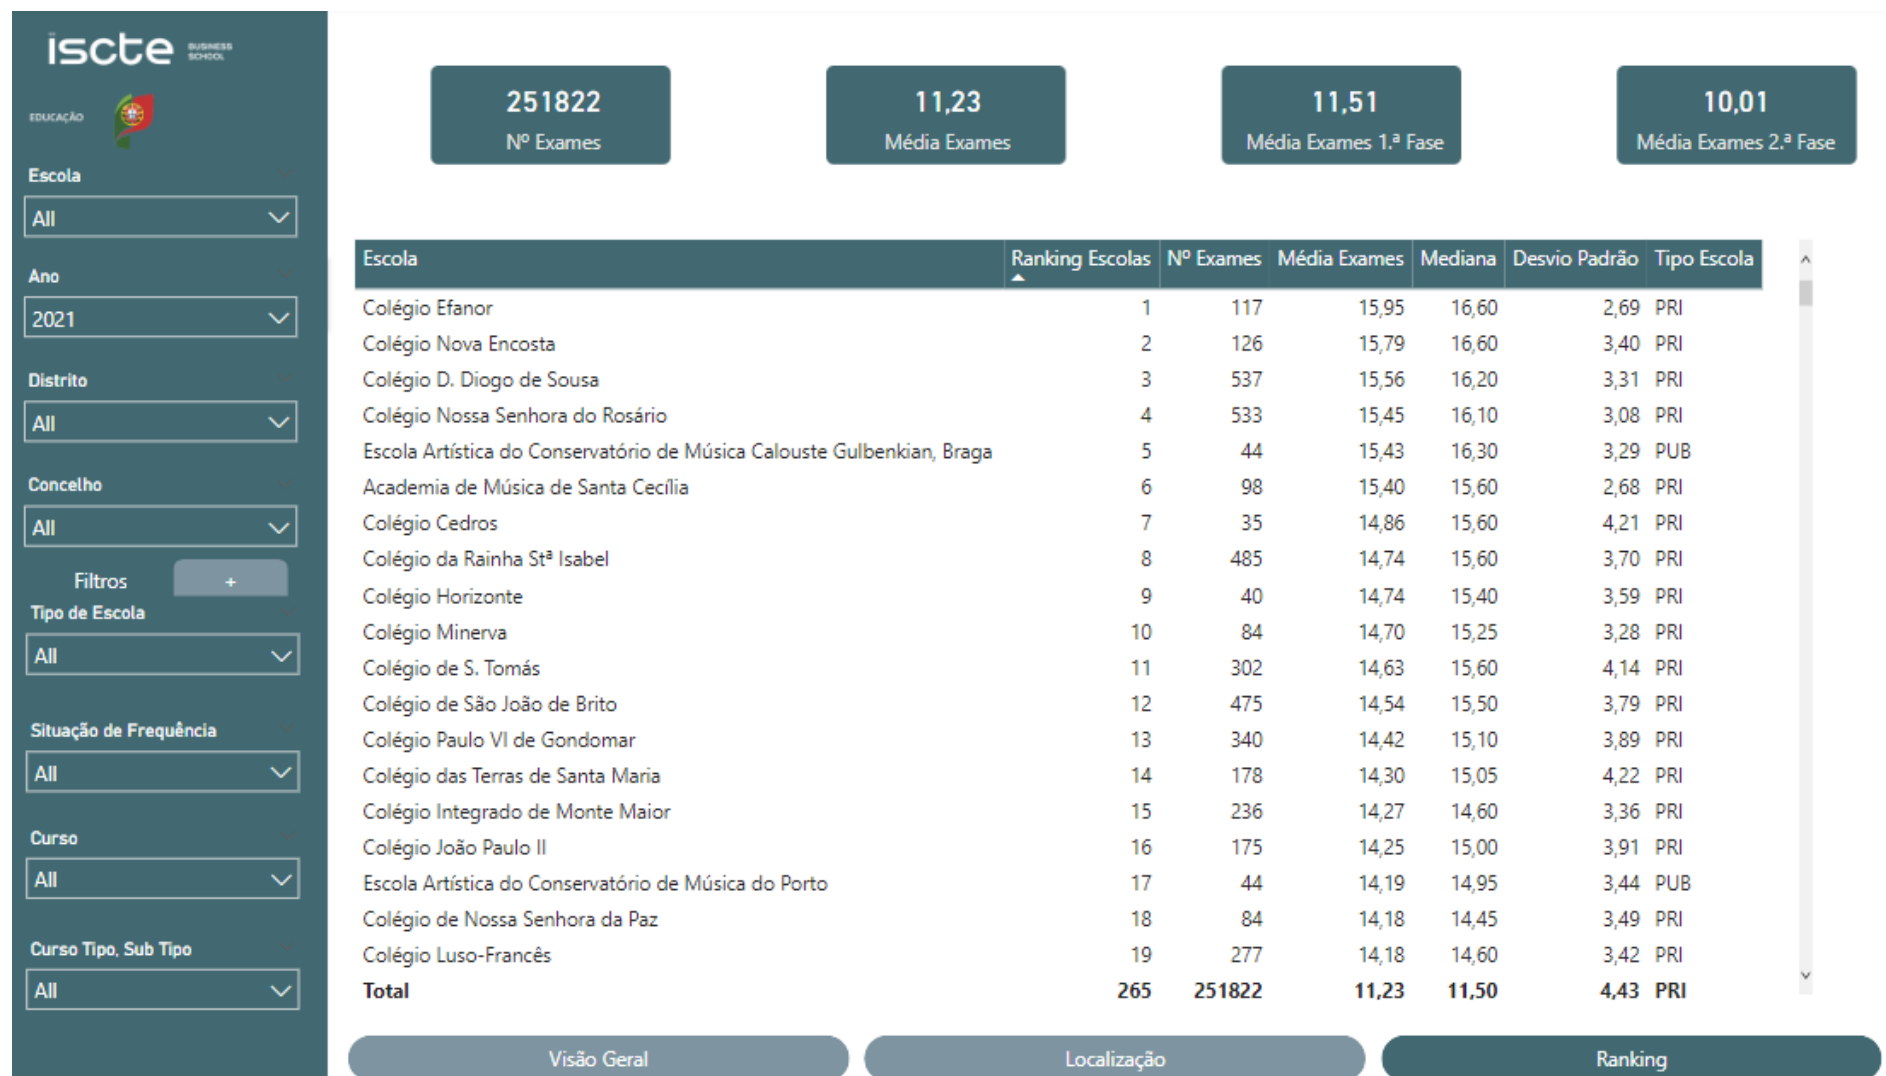 iscte BUSINESS SCHOOL
EDUCAÇÃO
Escola
All
Ano
2021
Distrito
All
Concelho
All
Filtros +
Tipo de Escola
All
Situação de Frequência
All
Curso
All
Curso Tipo, Sub Tipo
All
251822
Nº Exames
11,23
Média Exames
11,51
Média Exames 1.ª Fase
10,01
Média Exames 2.ª Fase
Escola Ranking Escolas Nº Exames Média Exames Mediana Desvio Padrão Tipo Escola
Colégio Efanor 1 117 15,95 16,60 2,69 PRI
Colégio Nova Encosta 2 126 15,79 16,60 3,40 PRI
Colégio D. Diogo de Sousa 3 537 15,56 16,20 3,31 PRI
Colégio Nossa Senhora do Rosário 4 533 15,45 16,10 3,08 PRI
Escola Artística do Conservatório de Música Calouste Gulbenkian, Braga 5 44 15,43 16,30 3,29 PUB
Academia de Música de Santa Cecília 6 98 15,40 15,60 2,68 PRI
Colégio Cedros 7 35 14,86 15,60 4,21 PRI
Colégio da Rainha Stª Isabel 8 485 14,74 15,60 3,70 PRI
Colégio Horizonte 9 40 14,74 15,40 3,59 PRI
Colégio Minerva 10 84 14,70 15,25 3,28 PRI
Colégio de S. Tomás 11 302 14,63 15,60 4,14 PRI
Colégio de São João de Brito 12 475 14,54 15,50 3,79 PRI
Colégio Paulo VI de Gondomar 13 340 14,42 15,10 3,89 PRI
Colégio das Terras de Santa Maria 14 178 14,30 15,05 4,22 PRI
Colégio Integrado de Monte Maior 15 236 14,27 14,60 3,36 PRI
Colégio João Paulo II 16 175 14,25 15,00 3,91 PRI
Escola Artística do Conservatório de Música do Porto 17 44 14,19 14,95 3,44 PUB
Colégio de Nossa Senhora da Paz 18 84 14,18 14,45 3,49 PRI
Colégio Luso-Francês 19 277 14,18 14,60 3,42 PRI
Total 265 251822 11,23 11,50 4,43 PRI
Visão Geral Localização Ranking